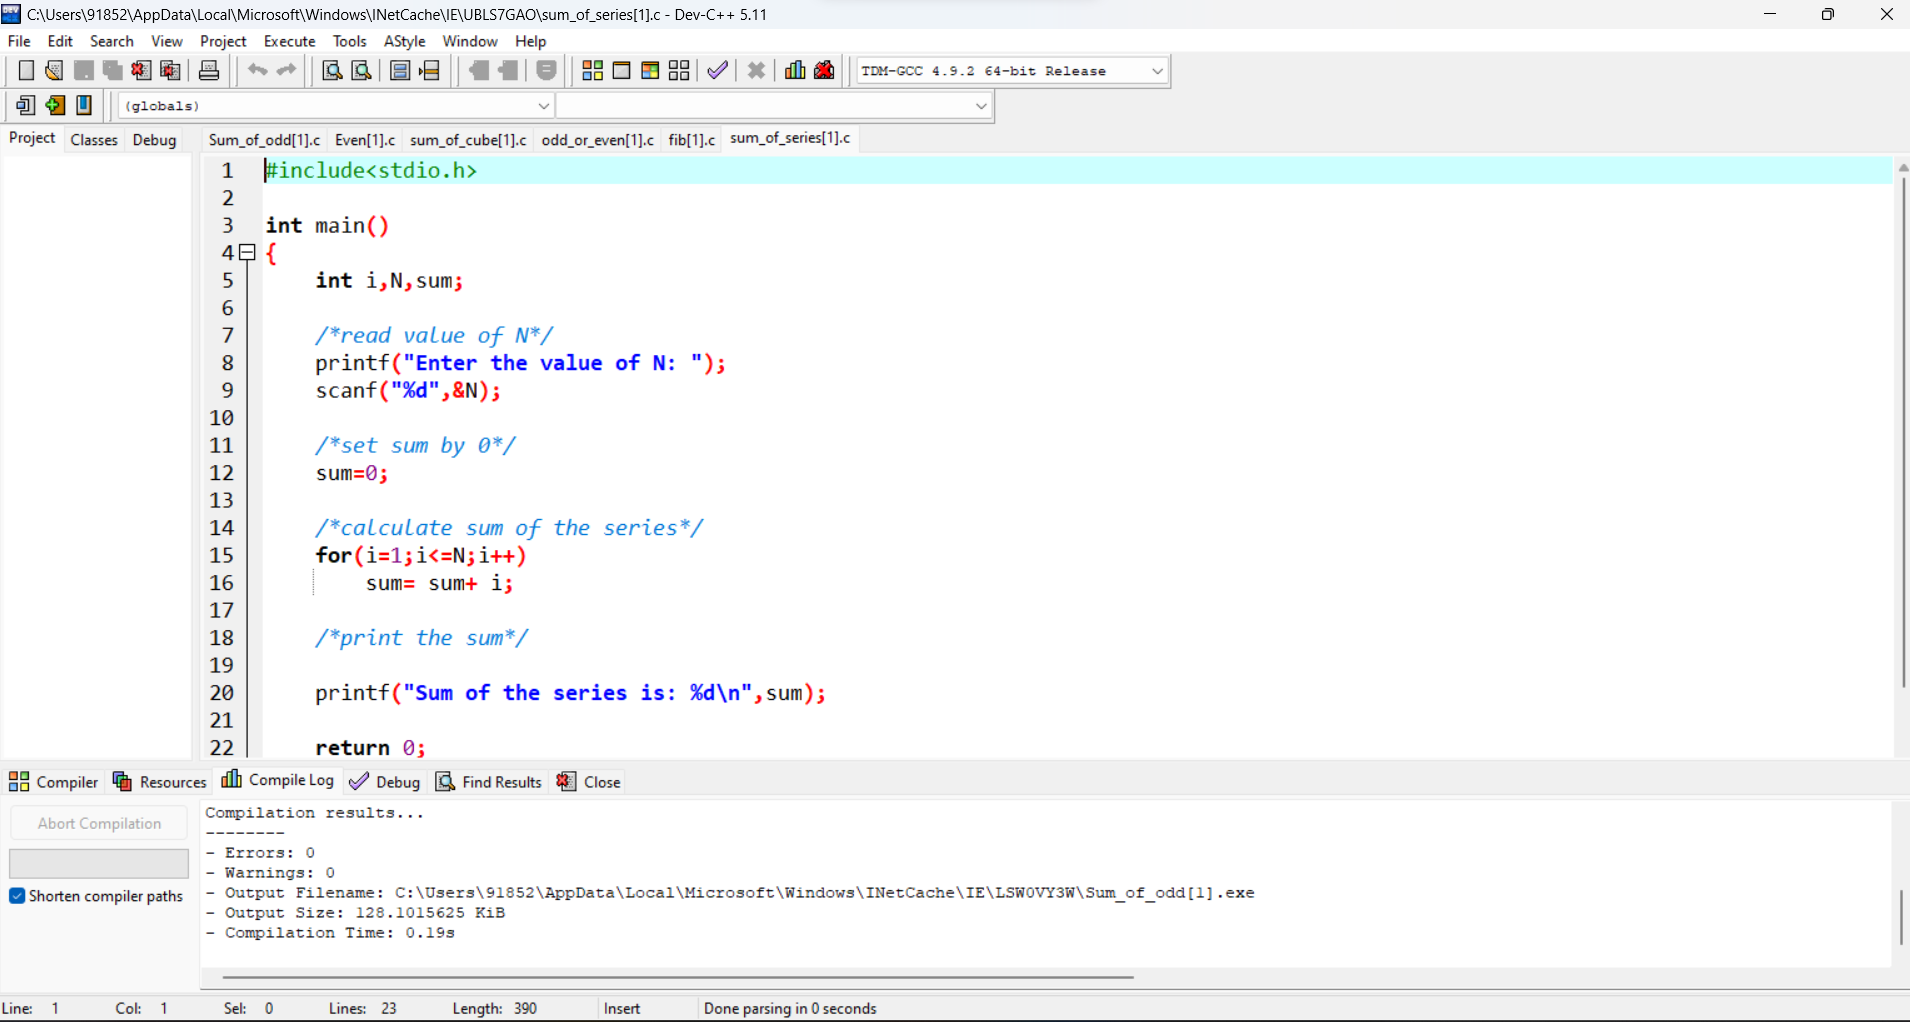 C:\Users\91852\AppData\Local\Microsoft\Windows\INetCache\IE\UBLS7GAO\sum_of_series[1].c - Dev-C++ 5.11
File Edit Search View Project Execute Tools AStyle Window Help
TDM-GCC 4.9.2 64-bit Release
(globals)
Project Classes Debug Sum_of_odd[1].c Even[1].c sum_of_cube[1].c odd_or_even[1].c fib[1].c sum_of_series[1].c
1 #include<stdio.h>
2
3 int main()
4 {
5 int i,N,sum;
6
7 /*read value of N*/
8 printf("Enter the value of N: ");
9 scanf("%d",&N);
10
11 /*set sum by 0*/
12 sum=0;
13
14 /*calculate sum of the series*/
15 for(i=1;i<=N;i++)
16 sum= sum+ i;
17
18 /*print the sum*/
19
20 printf("Sum of the series is: %d\n",sum);
21
22 return 0;
Compiler Resources Compile Log Debug Find Results Close
Abort Compilation
Shorten compiler paths
Compilation results...
--------
- Errors: 0
- Warnings: 0
- Output Filename: C:\Users\91852\AppData\Local\Microsoft\Windows\INetCache\IE\LSW0VY3W\Sum_of_odd[1].exe
- Output Size: 128.1015625 KiB
- Compilation Time: 0.19s
Line: 1 Col: 1 Sel: 0 Lines: 23 Length: 390 Insert Done parsing in 0 seconds